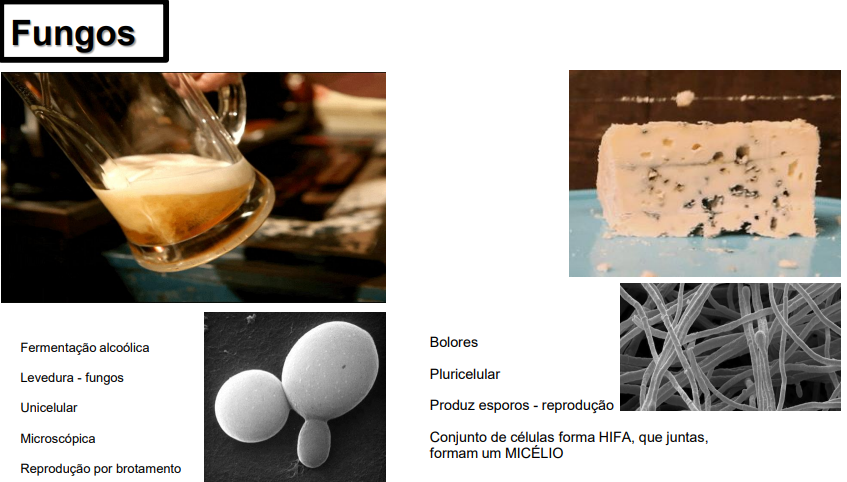 Fungos
Fermentação alcoólica
Levedura - fungos
Unicelular
Microscópica
Reprodução por brotamento
Bolores
Pluricelular
Produz esporos - reprodução
Conjunto de células forma HIFA, que juntas,
formam um MICÉLIO